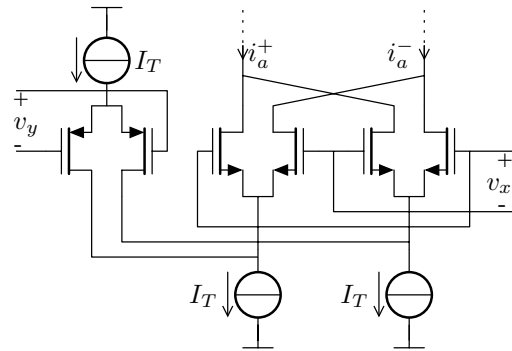 I_T
i_a^+
i_a^-
+
v_y
-
+
v_x
-
I_T
I_T